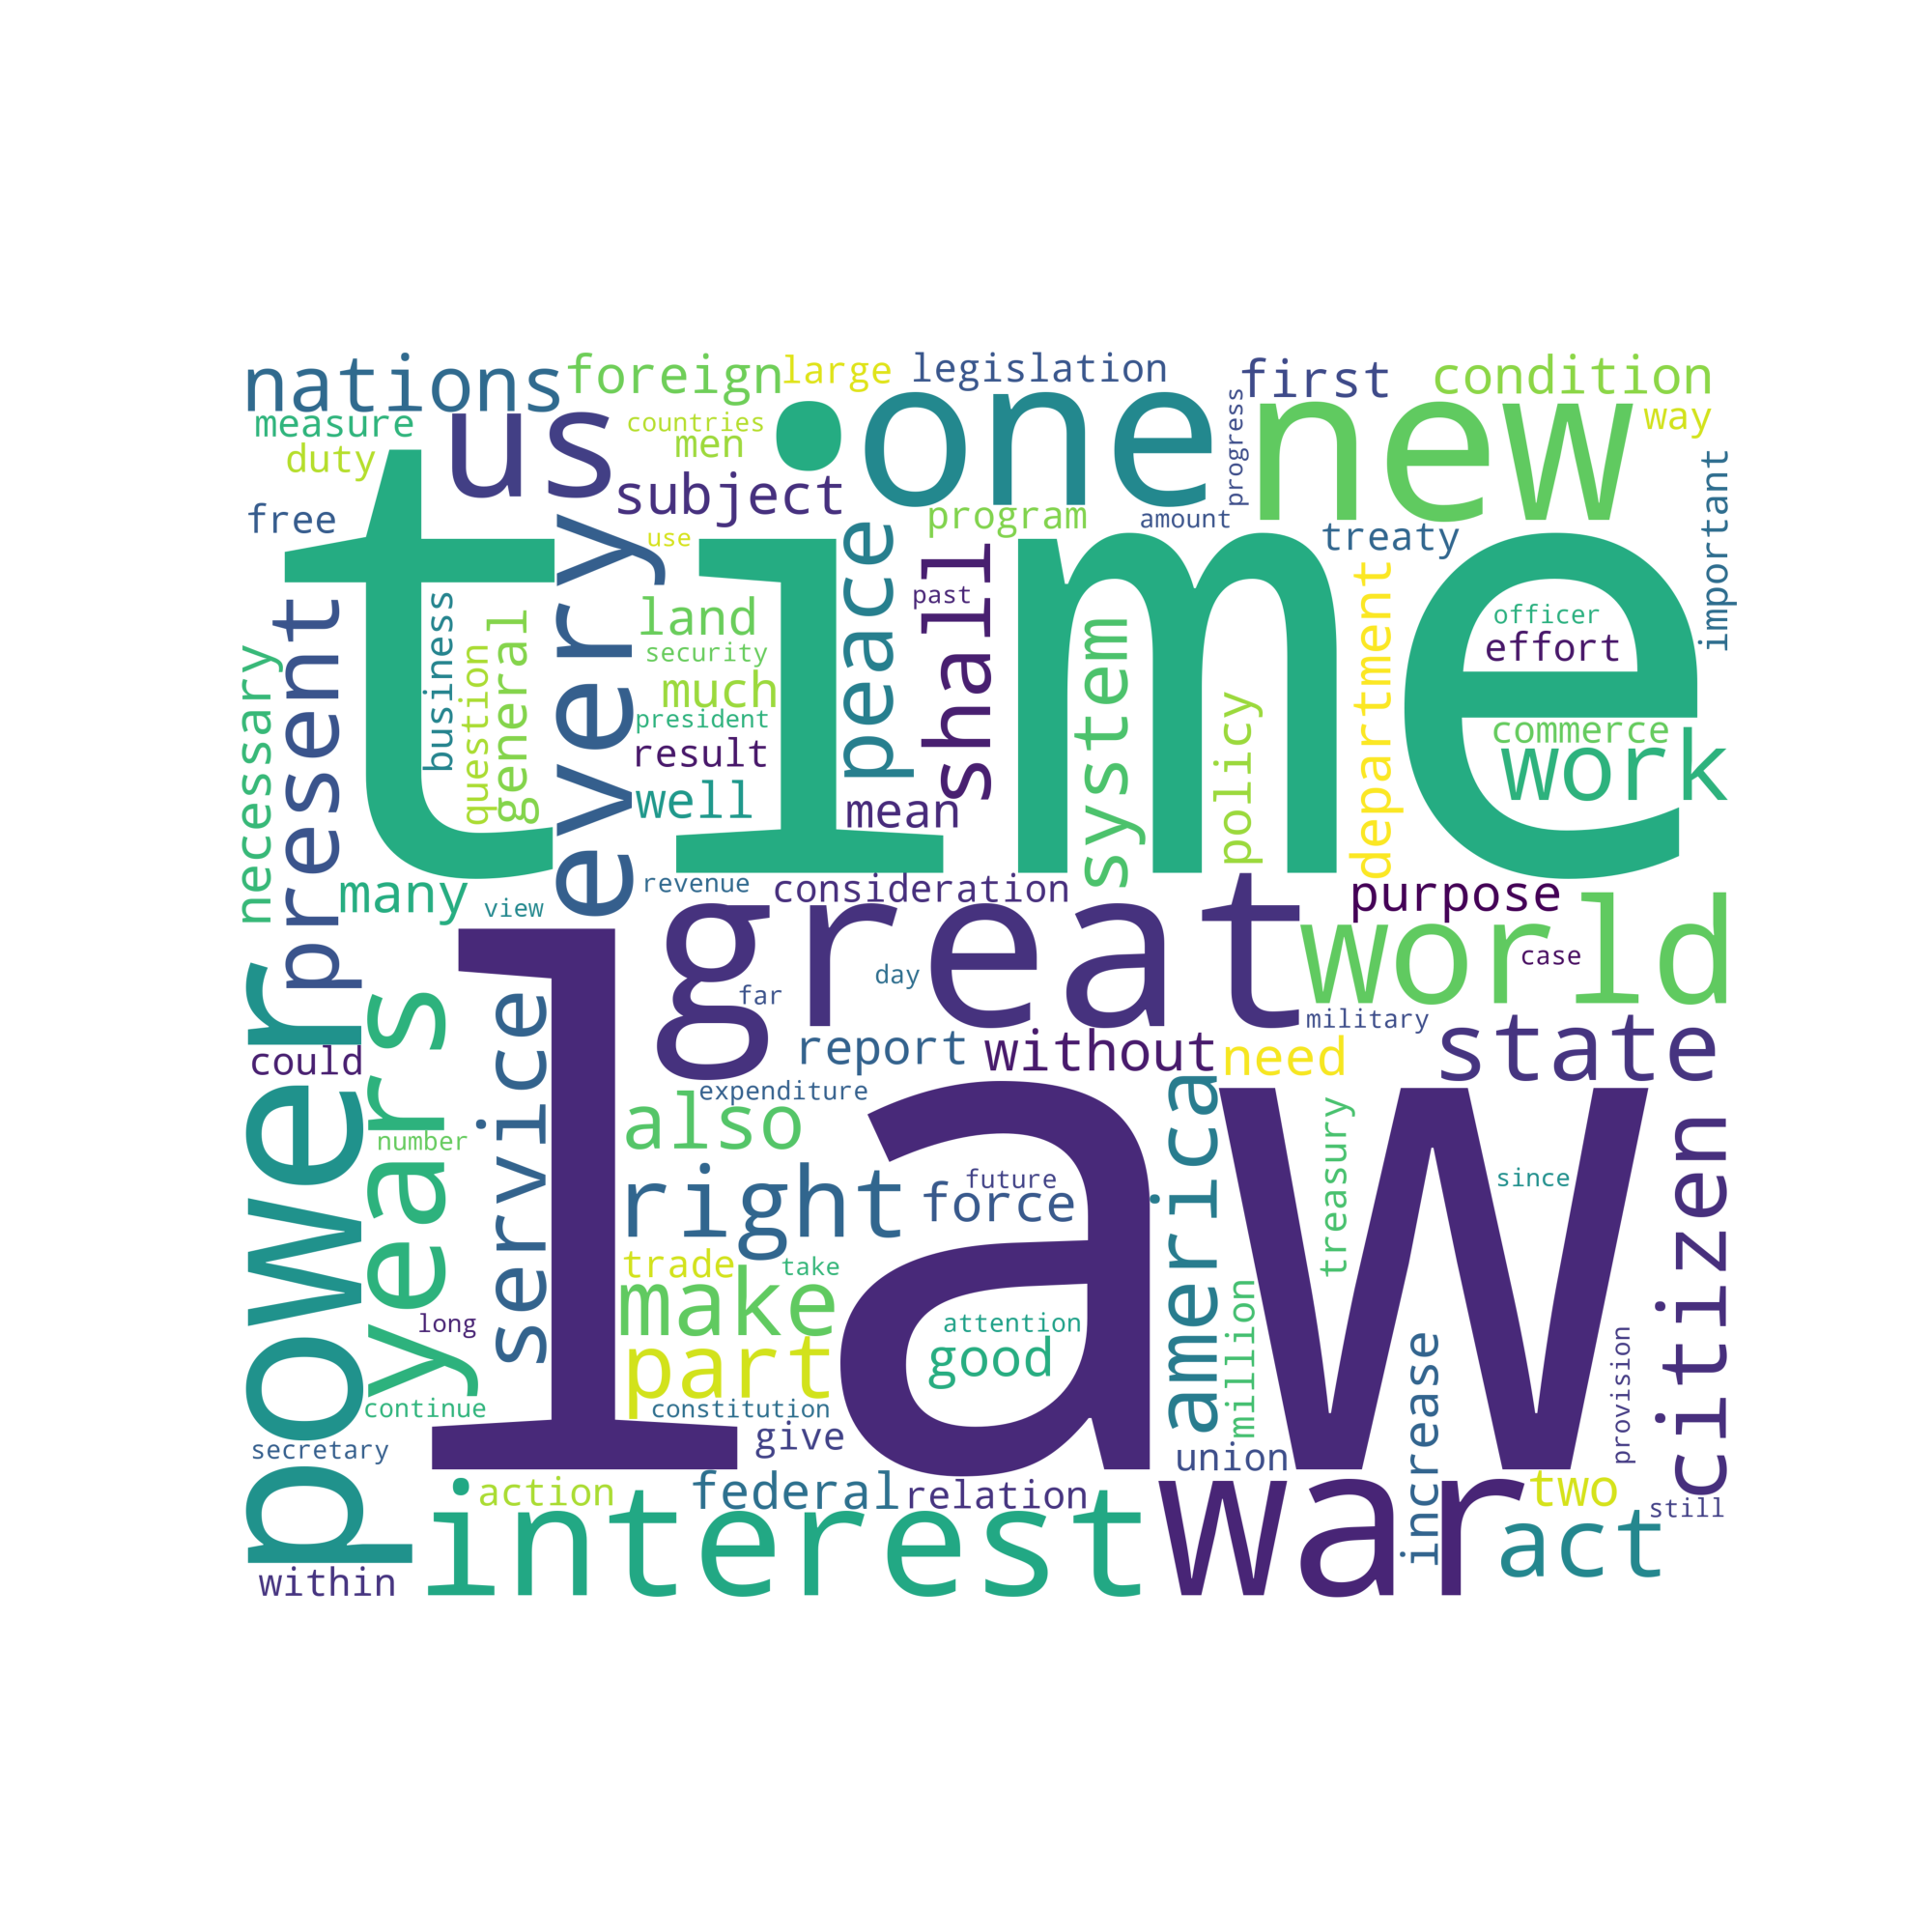 nations
foreign
large
legislation
first
condition
measure
duty
us
countries
men
one
progress
new
way
subject
free
use
program
amount
treaty
important
time
every
peace
shall
past
system
policy
department
officer
effort
commerce
work
present
necessary
business
question
general
land
security
much
president
result
well
mean
many
view
revenue
consideration
purpose
great
world
case
day
far
military
state
power
could
years
service
report
without
need
expenditure
also
number
law
america
treasury
since
citizen
right
future
force
trade
take
make
long
attention
good
part
million
increase
provision
continue
constitution
secretary
give
union
action
federal
relation
two
still
interest
war
act
within